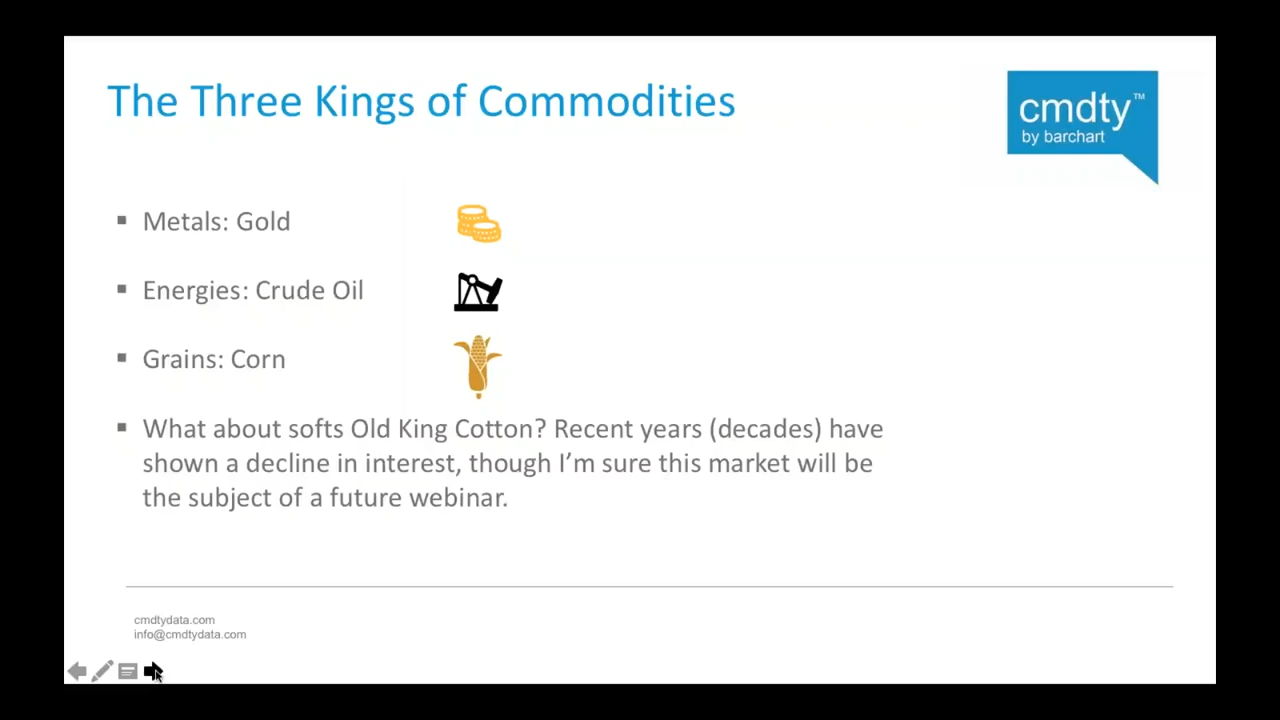 The Three Kings of Commodities
cmdty™
by barchart
▪ Metals: Gold
▪ Energies: Crude Oil
▪ Grains: Corn
▪ What about softs Old King Cotton? Recent years (decades) have
shown a decline in interest, though I’m sure this market will be
the subject of a future webinar.
cmdtydata.com
info@cmdtydata.com